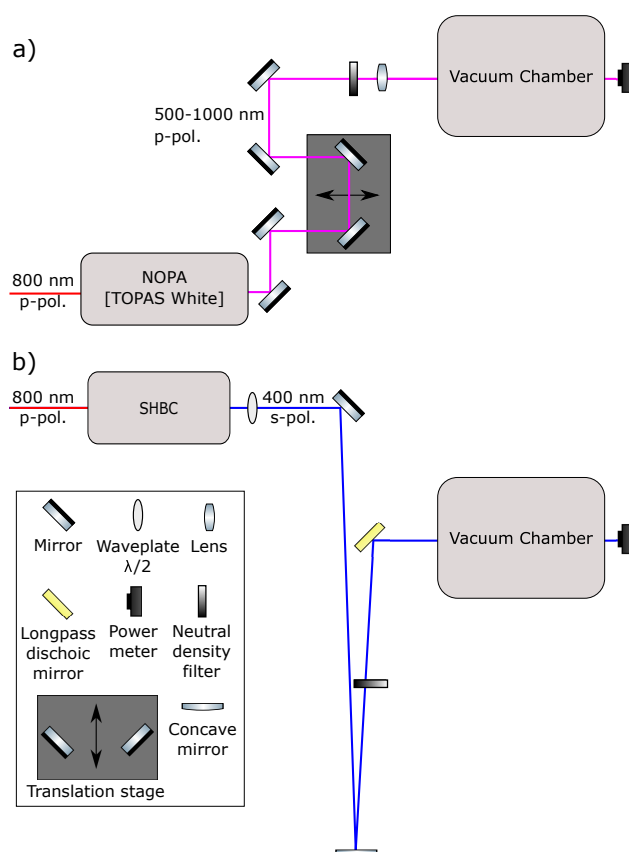 a)
Vacuum Chamber
500-1000 nm
p-pol.
800 nm
p-pol.
NOPA
[TOPAS White]
b)
800 nm
p-pol.
SHBC
400 nm
s-pol.
Vacuum Chamber
Mirror
Waveplate
λ/2
Lens
Longpass
dischoic
mirror
Power
meter
Neutral
density
filter
Concave
mirror
Translation stage